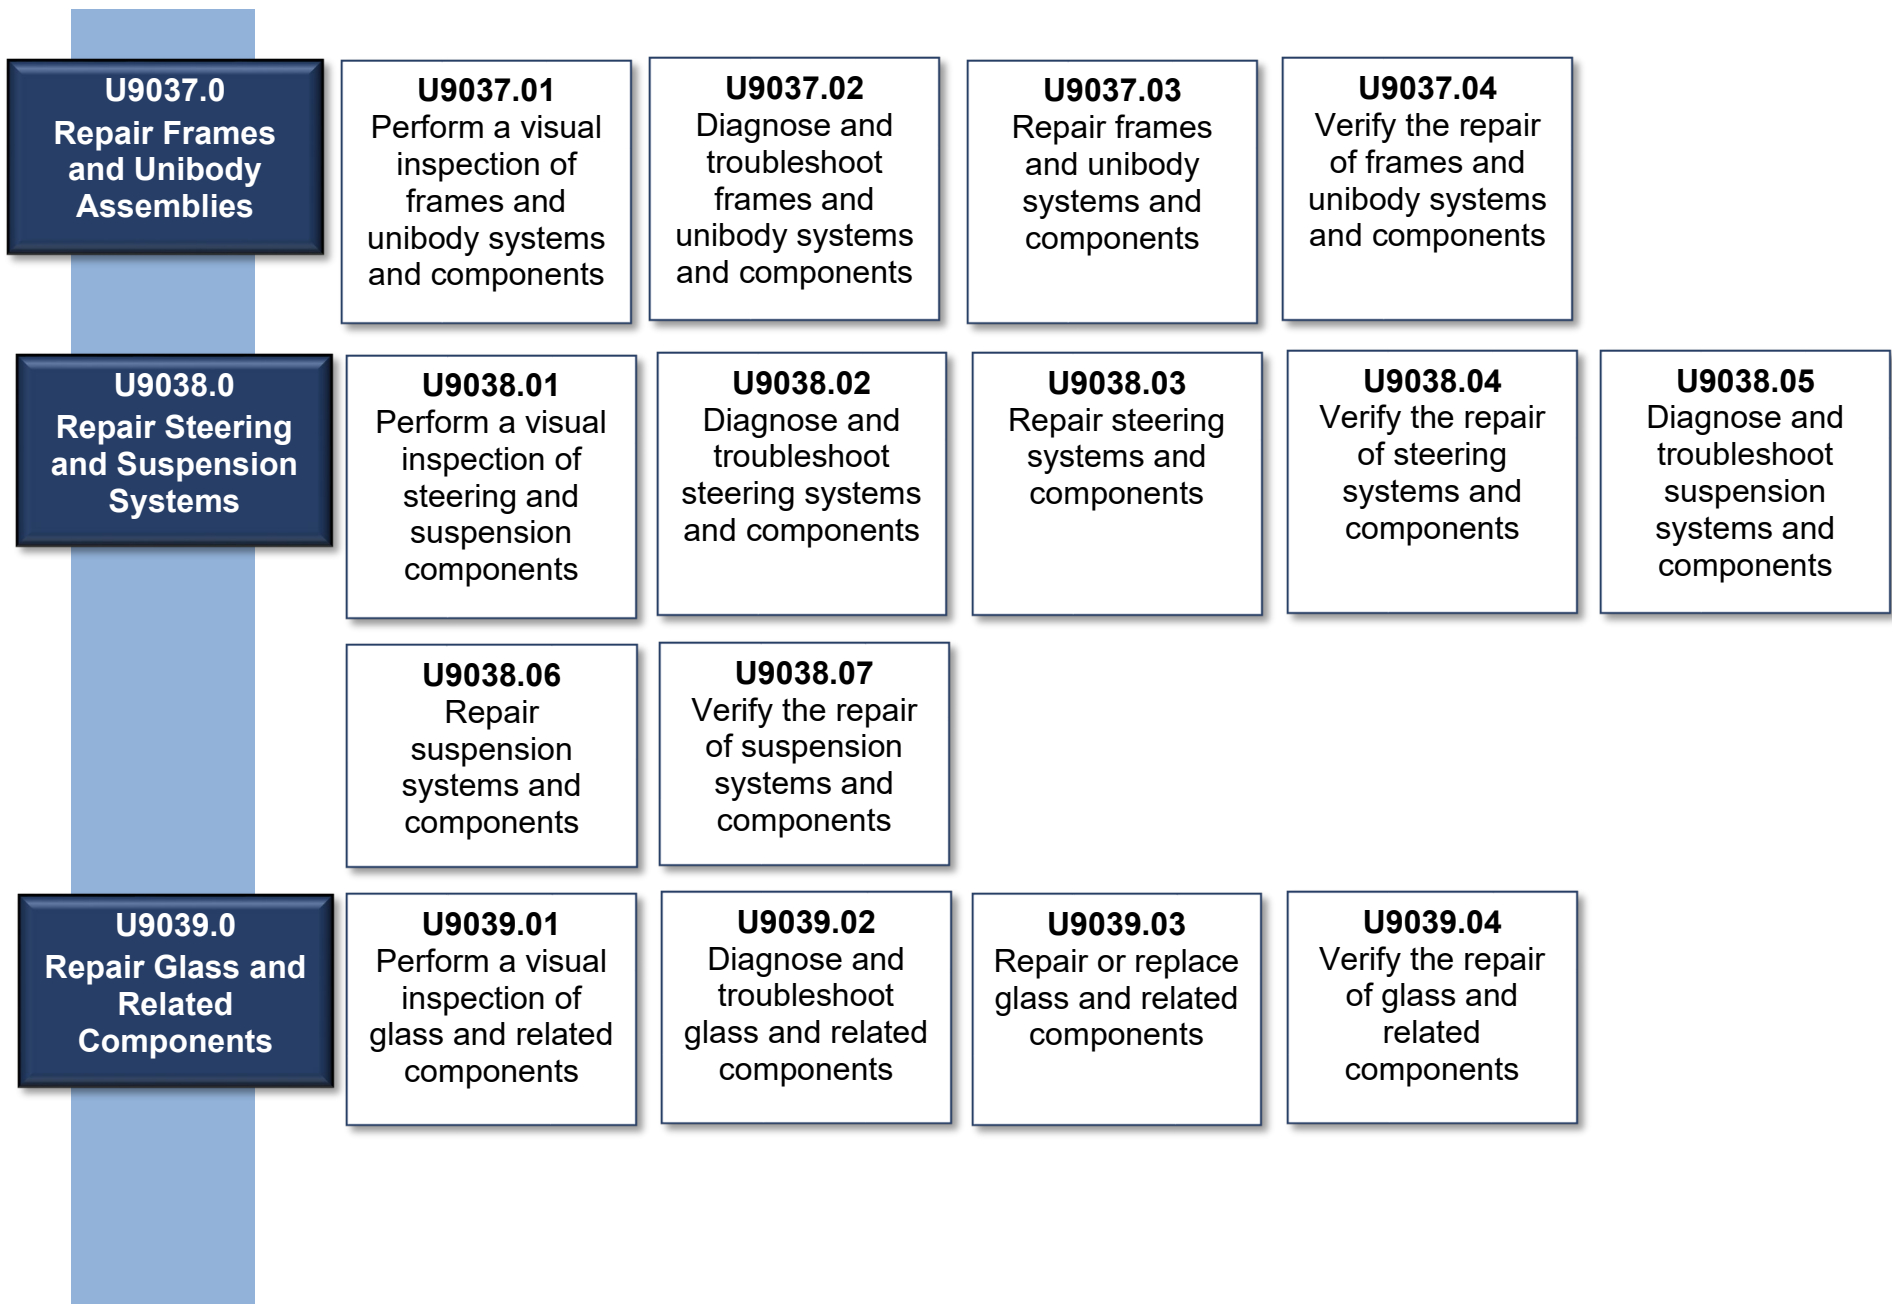 U9037.0
Repair Frames
and Unibody
Assemblies
U9037.01
Perform a visual
inspection of
frames and
unibody systems
and components
U9037.02
Diagnose and
troubleshoot
frames and
unibody systems
and components
U9037.03
Repair frames
and unibody
systems and
components
U9037.04
Verify the repair
of frames and
unibody systems
and components
U9038.0
Repair Steering
and Suspension
Systems
U9038.01
Perform a visual
inspection of
steering and
suspension
components
U9038.02
Diagnose and
troubleshoot
steering systems
and components
U9038.03
Repair steering
systems and
components
U9038.04
Verify the repair
of steering
systems and
components
U9038.05
Diagnose and
troubleshoot
suspension
systems and
components
U9038.06
Repair
suspension
systems and
components
U9038.07
Verify the repair
of suspension
systems and
components
U9039.0
Repair Glass and
Related
Components
U9039.01
Perform a visual
inspection of
glass and related
components
U9039.02
Diagnose and
troubleshoot
glass and related
components
U9039.03
Repair or replace
glass and related
components
U9039.04
Verify the repair
of glass and
related
components